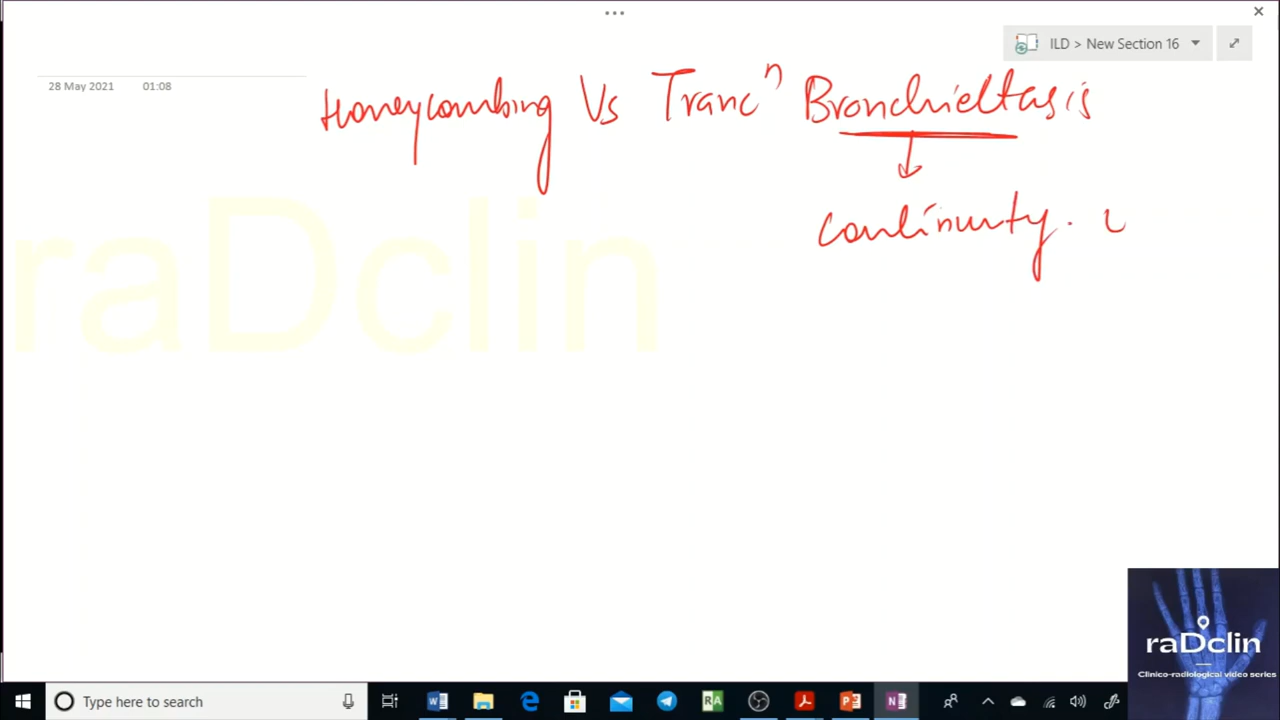 ILD > New Section 16
28 May 2021 01:08
Honeycombing Vs Tranc^n Bronchiectasis
continuity.
raDclin
raDclin
Clinico-radiological video series
Type here to search